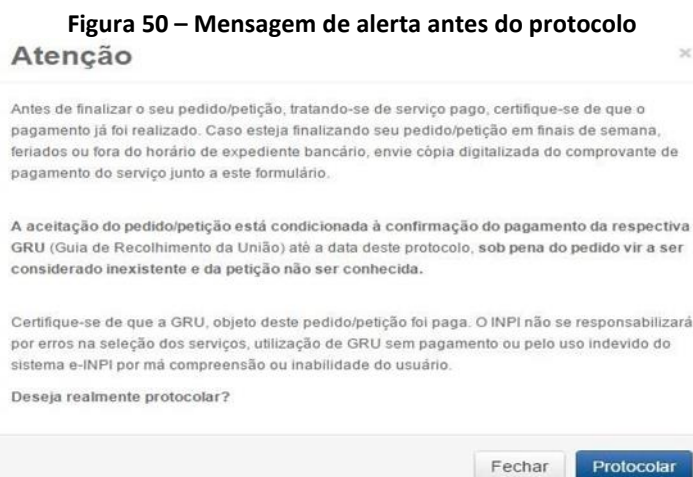 Figura 50 – Mensagem de alerta antes do protocolo
Atenção ×
Antes de finalizar o seu pedido/petição, tratando-se de serviço pago, certifique-se de que o
pagamento já foi realizado. Caso esteja finalizando seu pedido/petição em finais de semana,
feriados ou fora do horário de expediente bancário, envie cópia digitalizada do comprovante de
pagamento do serviço junto a este formulário.
A aceitação do pedido/petição está condicionada à confirmação do pagamento da respectiva
GRU (Guia de Recolhimento da União) até a data deste protocolo, sob pena do pedido vir a ser
considerado inexistente e da petição não ser conhecida.
Certifique-se de que a GRU, objeto deste pedido/petição foi paga. O INPI não se responsabilizará
por erros na seleção dos serviços, utilização de GRU sem pagamento ou pelo uso indevido do
sistema e-INPI por má compreensão ou inabilidade do usuário.
Deseja realmente protocolar?
Fechar Protocolar